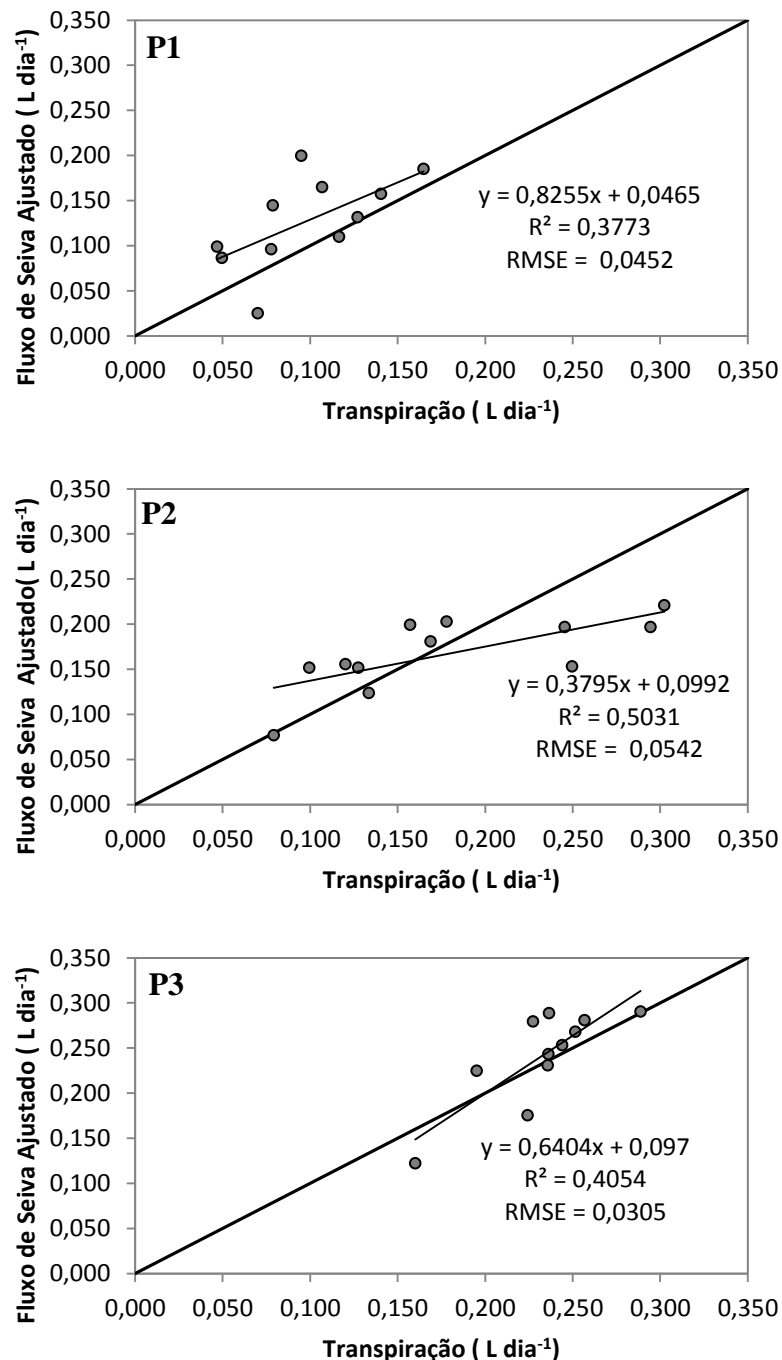 P1
Fluxo de Seiva Ajustado ( L dia⁻¹)
0,350
0,300
0,250
0,200
0,150
0,100
0,050
0,000
y = 0,8255x + 0,0465
R² = 0,3773
RMSE = 0,0452
0,000 0,050 0,100 0,150 0,200 0,250 0,300 0,350
Transpiração ( L dia⁻¹)
P2
Fluxo de Seiva Ajustado( L dia⁻¹)
0,350
0,300
0,250
0,200
0,150
0,100
0,050
0,000
y = 0,3795x + 0,0992
R² = 0,5031
RMSE = 0,0542
0,000 0,050 0,100 0,150 0,200 0,250 0,300 0,350
Transpiração ( L dia⁻¹)
P3
Fluxo de Seiva Ajustado ( L dia⁻¹)
0,350
0,300
0,250
0,200
0,150
0,100
0,050
0,000
y = 0,6404x + 0,097
R² = 0,4054
RMSE = 0,0305
0,000 0,050 0,100 0,150 0,200 0,250 0,300 0,350
Transpiração ( L dia⁻¹)